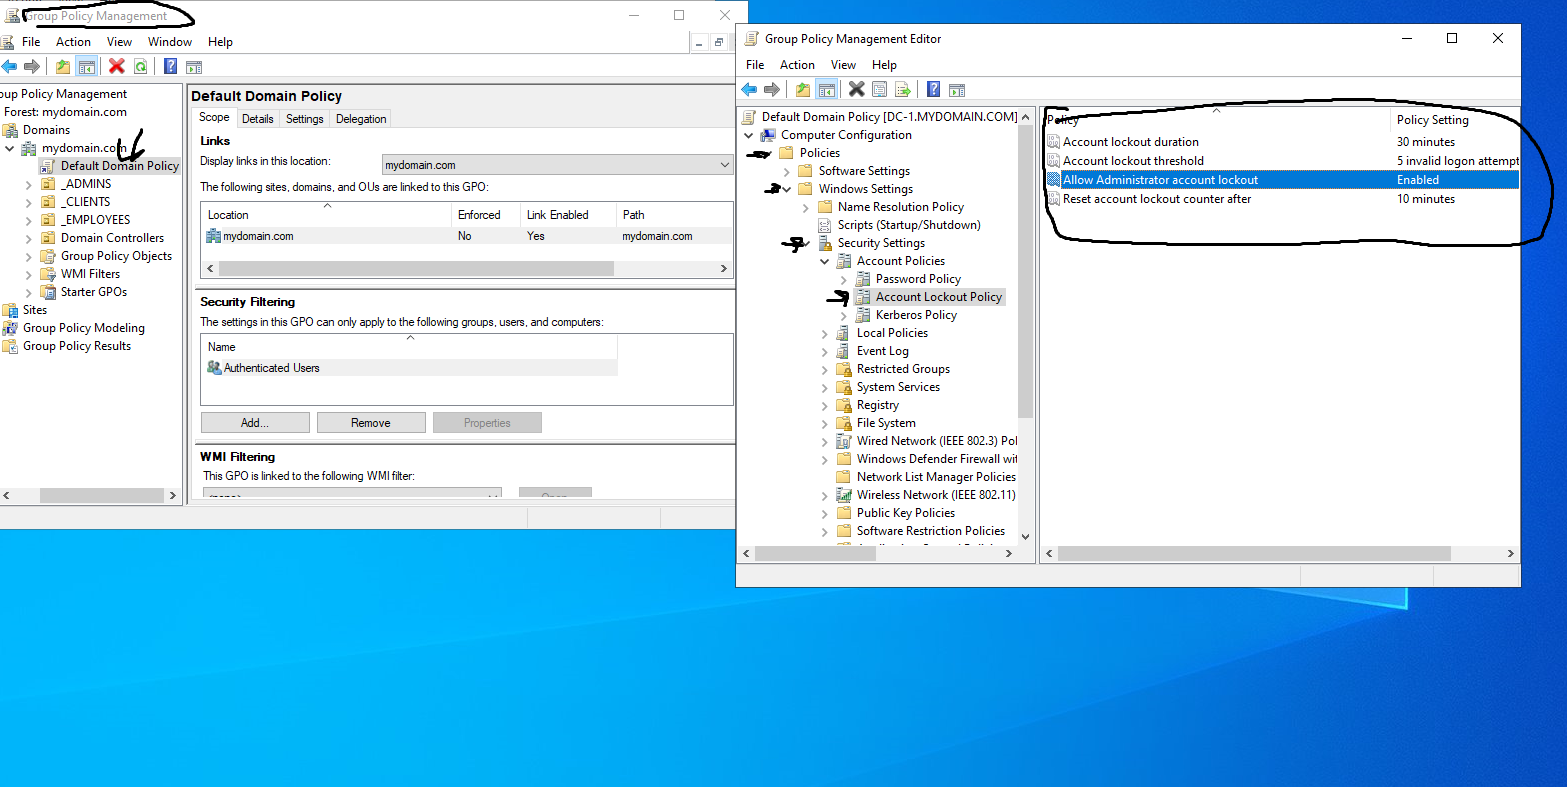 Group Policy Management
File Action View Window Help
oup Policy Management
Forest: mydomain.com
Domains
mydomain.com
Default Domain Policy
_ADMINS
_CLIENTS
_EMPLOYEES
Domain Controllers
Group Policy Objects
WMI Filters
Starter GPOs
Sites
Group Policy Modeling
Group Policy Results
Default Domain Policy
Scope Details Settings Delegation
Links
Display links in this location: mydomain.com
The following sites, domains, and OUs are linked to this GPO:
Location Enforced Link Enabled Path
mydomain.com No Yes mydomain.com
Security Filtering
The settings in this GPO can only apply to the following groups, users, and computers:
Name
Authenticated Users
Add... Remove Properties
WMI Filtering
This GPO is linked to the following WMI filter:
<none> Open
Group Policy Management Editor
File Action View Help
Default Domain Policy [DC-1.MYDOMAIN.COM]
Computer Configuration
Policies
Software Settings
Windows Settings
Name Resolution Policy
Scripts (Startup/Shutdown)
Security Settings
Account Policies
Password Policy
Account Lockout Policy
Kerberos Policy
Local Policies
Event Log
Restricted Groups
System Services
Registry
File System
Wired Network (IEEE 802.3) Pol
Windows Defender Firewall wit
Network List Manager Policies
Wireless Network (IEEE 802.11)
Public Key Policies
Software Restriction Policies
Policy Policy Setting
Account lockout duration 30 minutes
Account lockout threshold 5 invalid logon attempt
Allow Administrator account lockout Enabled
Reset account lockout counter after 10 minutes